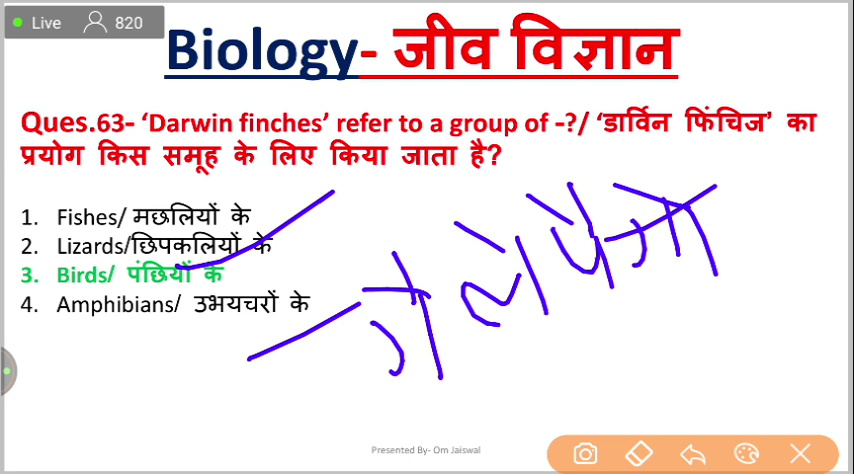 Live 820
Biology- जीव विज्ञान
Ques.63- ‘Darwin finches’ refer to a group of -?/ ‘डार्विन फिंचिज’ का
प्रयोग किस समूह के लिए किया जाता है?
1. Fishes/ मछलियों के
2. Lizards/छिपकलियों के
3. Birds/ पंछियों के
4. Amphibians/ उभयचरों के
Presented By- Om Jaiswal